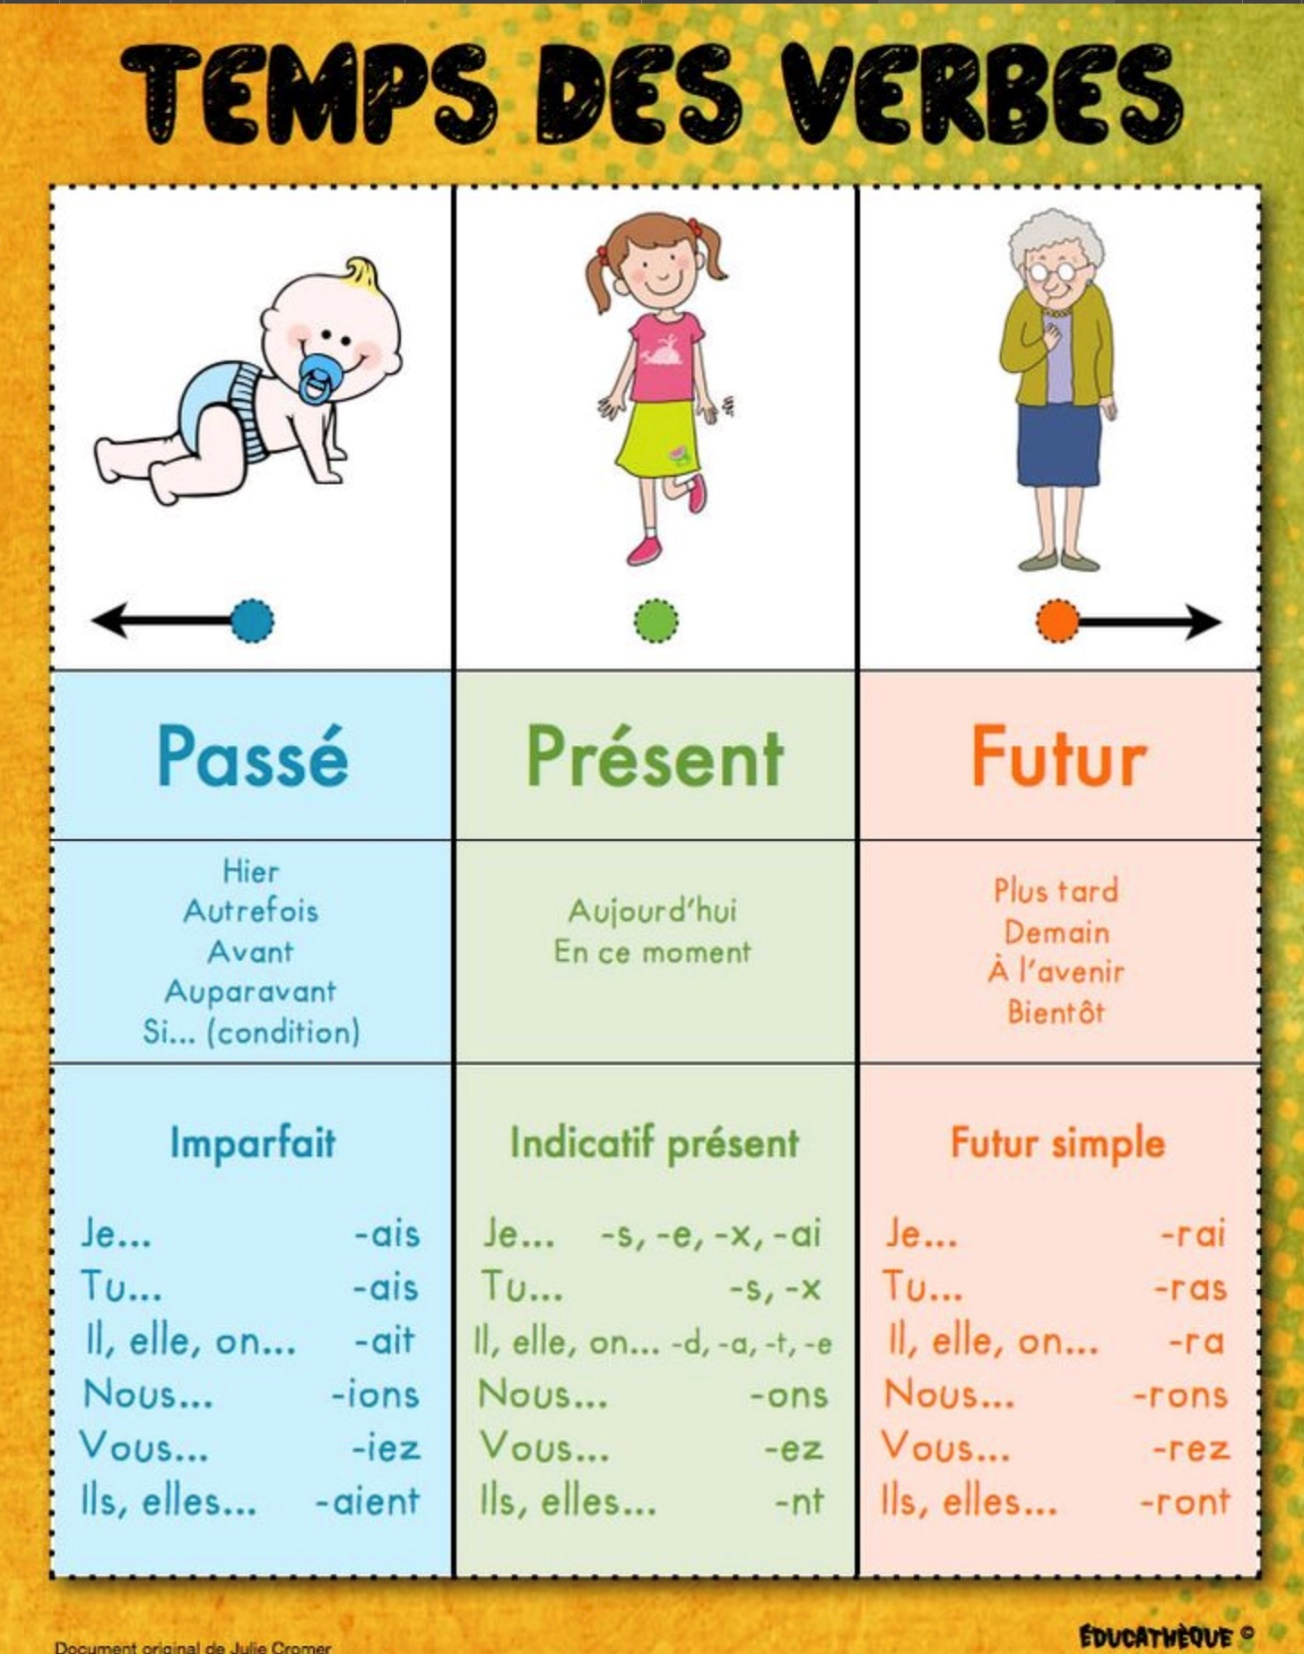 TEMPS DES VERBES
Passé
Présent
Futur
Hier
Autrefois
Avant
Auparavant
Si... (condition)
Aujourd'hui
En ce moment
Plus tard
Demain
À l'avenir
Bientôt
Imparfait
Je... -ais
Tu... -ais
Il, elle, on... -ait
Nous... -ions
Vous... -iez
Ils, elles... -aient
Indicatif présent
Je... -s, -e, -x, -ai
Tu... -s, -x
Il, elle, on... -d, -a, -t, -e
Nous... -ons
Vous... -ez
Ils, elles... -nt
Futur simple
Je... -rai
Tu... -ras
Il, elle, on... -ra
Nous... -rons
Vous... -rez
Ils, elles... -ront
Document original de Julie Cromer
ÉDUCATHÈQUE ©